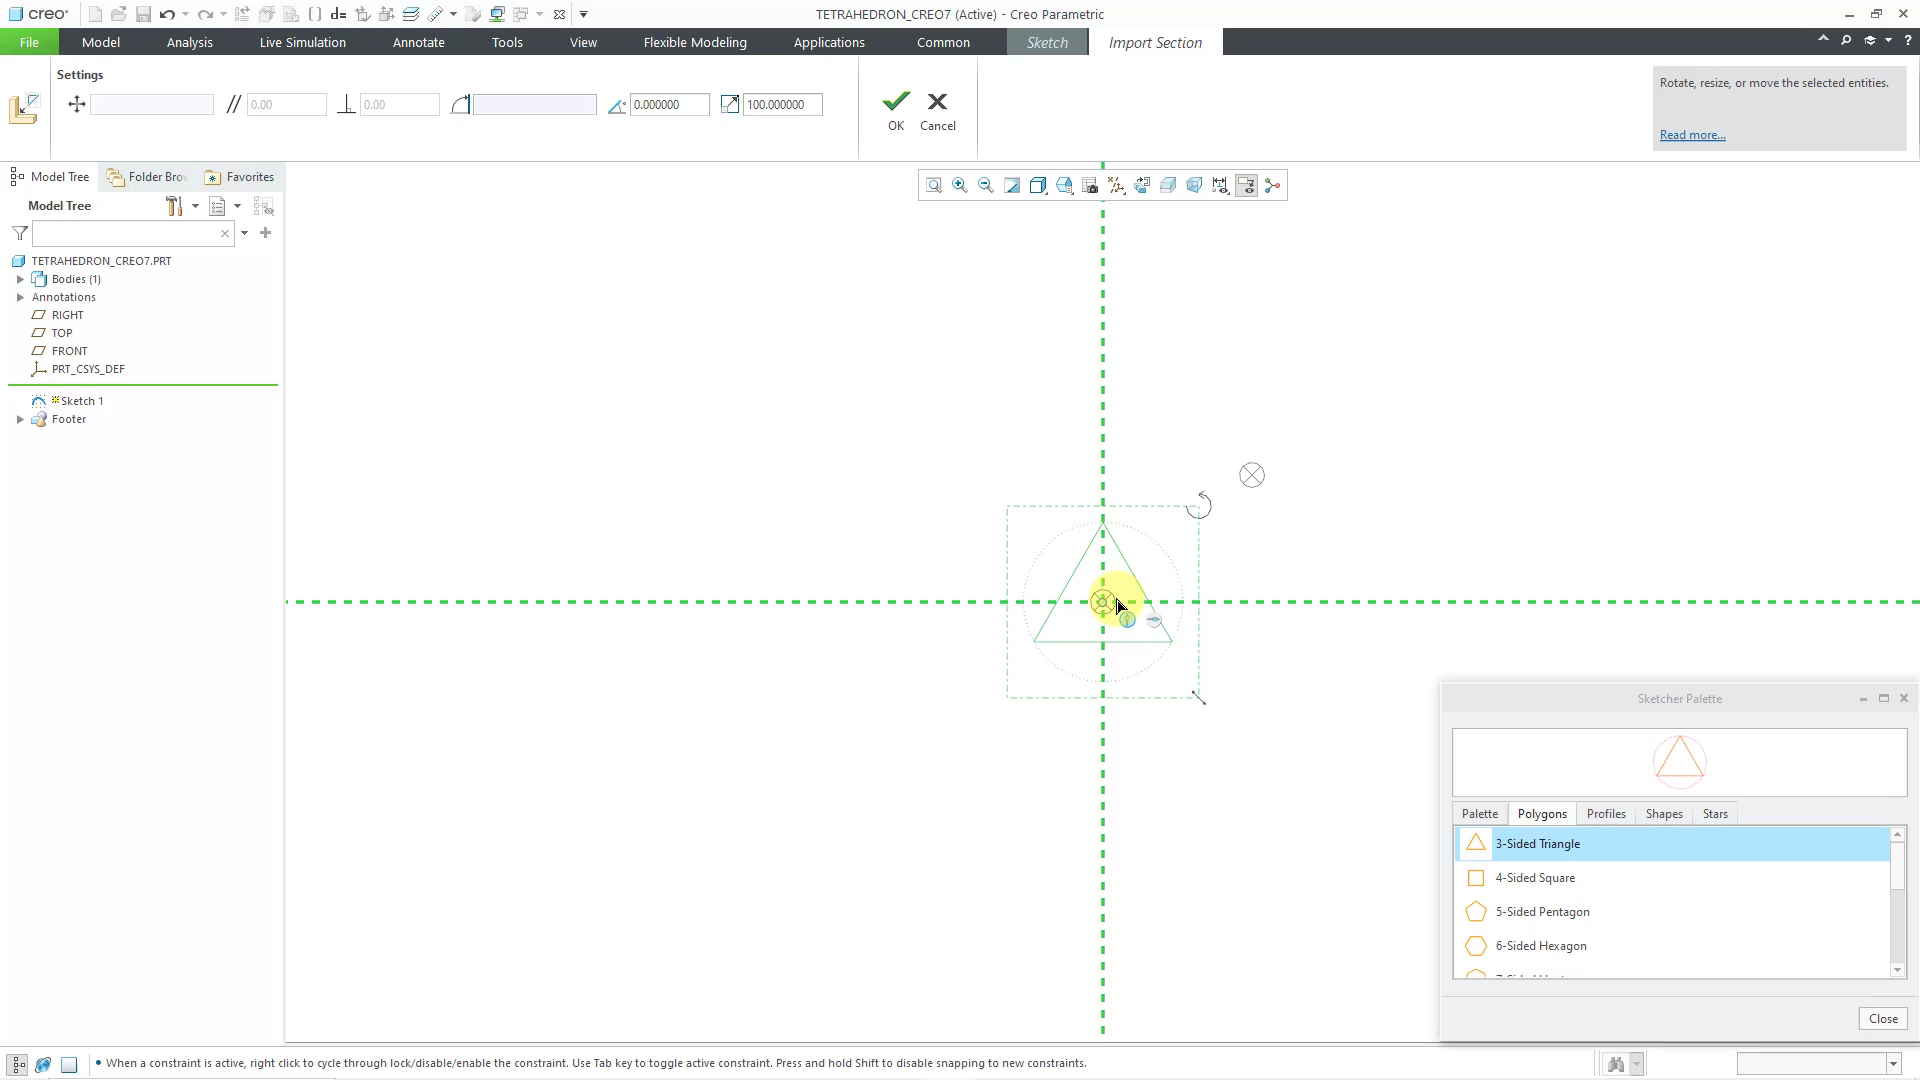 creo
TETRAHEDRON_CREO7 (Active) - Creo Parametric
File Model Analysis Live Simulation Annotate Tools View Flexible Modeling Applications Common Sketch Import Section
Settings
0.00 0.00 0.000000 100.000000
OK Cancel
Rotate, resize, or move the selected entities.
Read more...
Model Tree Folder Brov Favorites
Model Tree
TETRAHEDRON_CREO7.PRT
Bodies (1)
Annotations
RIGHT
TOP
FRONT
PRT_CSYS_DEF
Sketch 1
Footer
Sketcher Palette
Palette Polygons Profiles Shapes Stars
3-Sided Triangle
4-Sided Square
5-Sided Pentagon
6-Sided Hexagon
Close
When a constraint is active, right click to cycle through lock/disable/enable the constraint. Use Tab key to toggle active constraint. Press and hold Shift to disable snapping to new constraints.